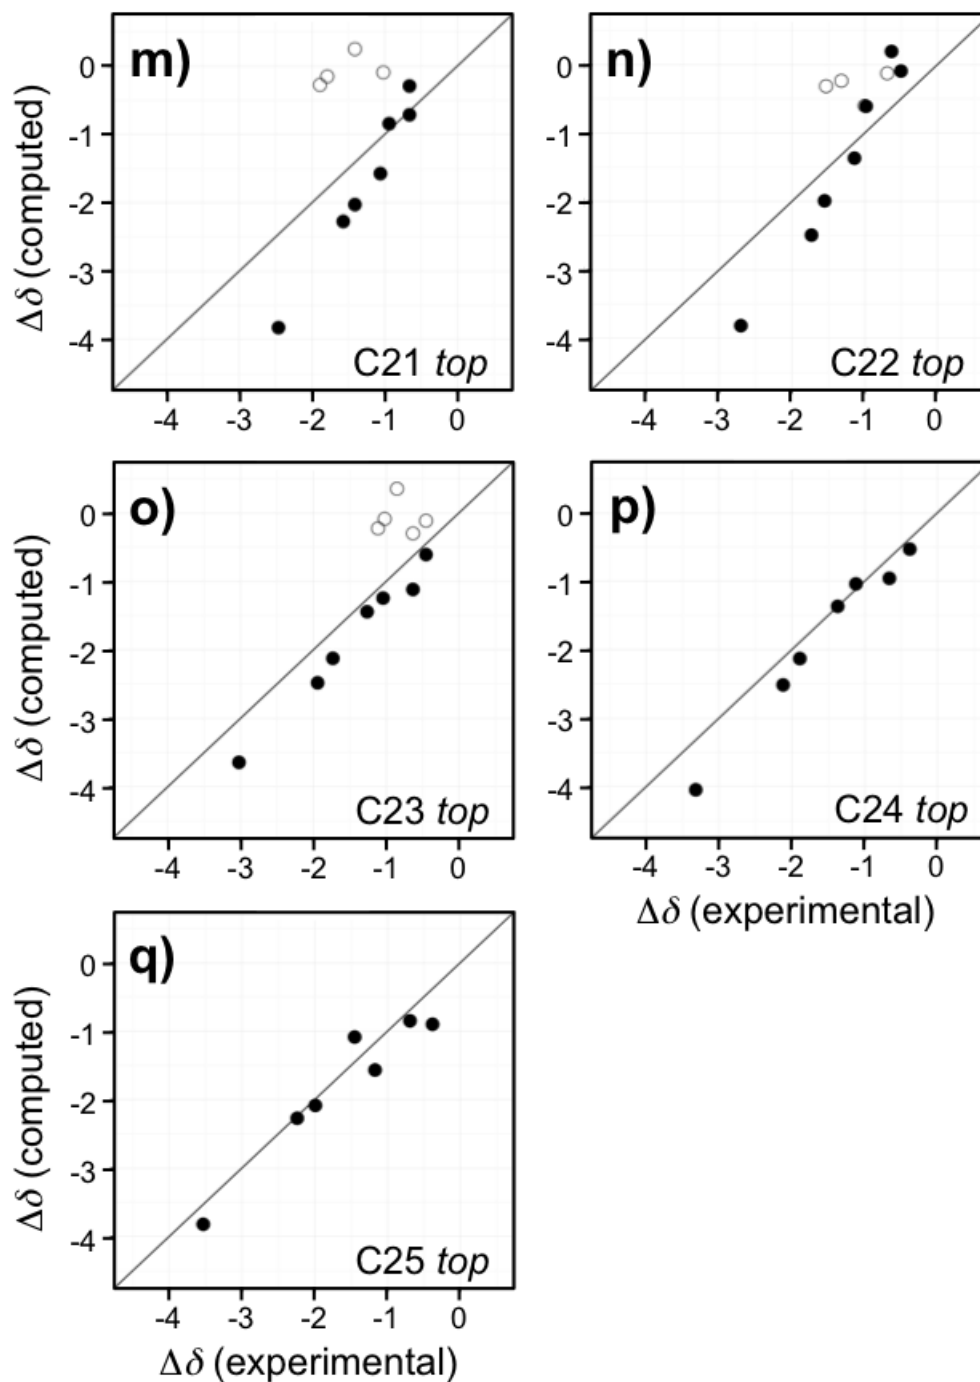 m)
Δδ (computed)
0
-1
-2
-3
-4
C21 top
-4 -3 -2 -1 0
n)
0
-1
-2
-3
-4
C22 top
-4 -3 -2 -1 0
o)
Δδ (computed)
0
-1
-2
-3
-4
C23 top
-4 -3 -2 -1 0
p)
0
-1
-2
-3
-4
C24 top
-4 -3 -2 -1 0
Δδ (experimental)
q)
Δδ (computed)
0
-1
-2
-3
-4
C25 top
-4 -3 -2 -1 0
Δδ (experimental)